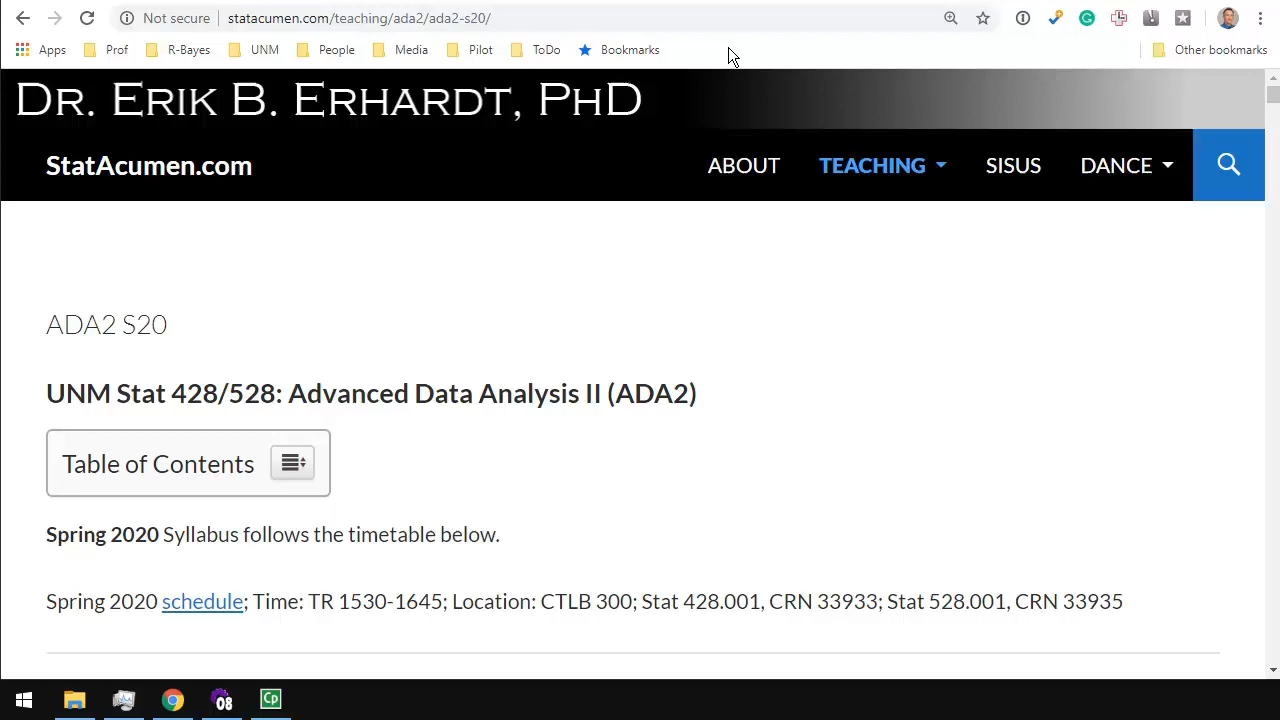 Not secure statacumen.com/teaching/ada2/ada2-s20/
Apps Prof R-Bayes UNM People Media Pilot ToDo Bookmarks Other bookmarks
Dr. Erik B. Erhardt, PhD
StatAcumen.com ABOUT TEACHING SISUS DANCE
ADA2 S20
UNM Stat 428/528: Advanced Data Analysis II (ADA2)
Table of Contents
Spring 2020 Syllabus follows the timetable below.
Spring 2020 schedule; Time: TR 1530-1645; Location: CTLB 300; Stat 428.001, CRN 33933; Stat 528.001, CRN 33935
08 Cp